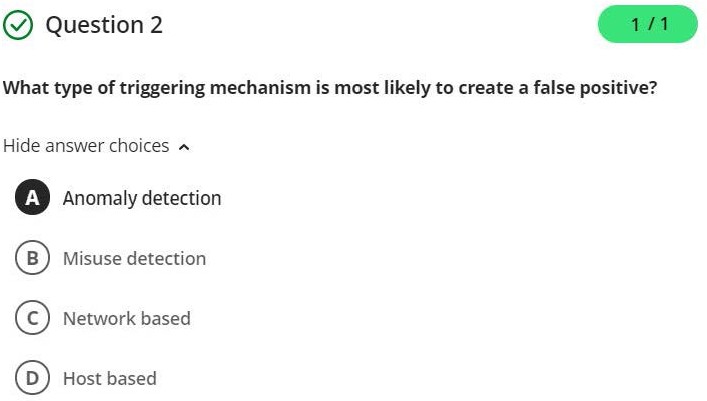 Question 2
1 / 1
What type of triggering mechanism is most likely to create a false positive?
Hide answer choices
A Anomaly detection
B Misuse detection
C Network based
D Host based